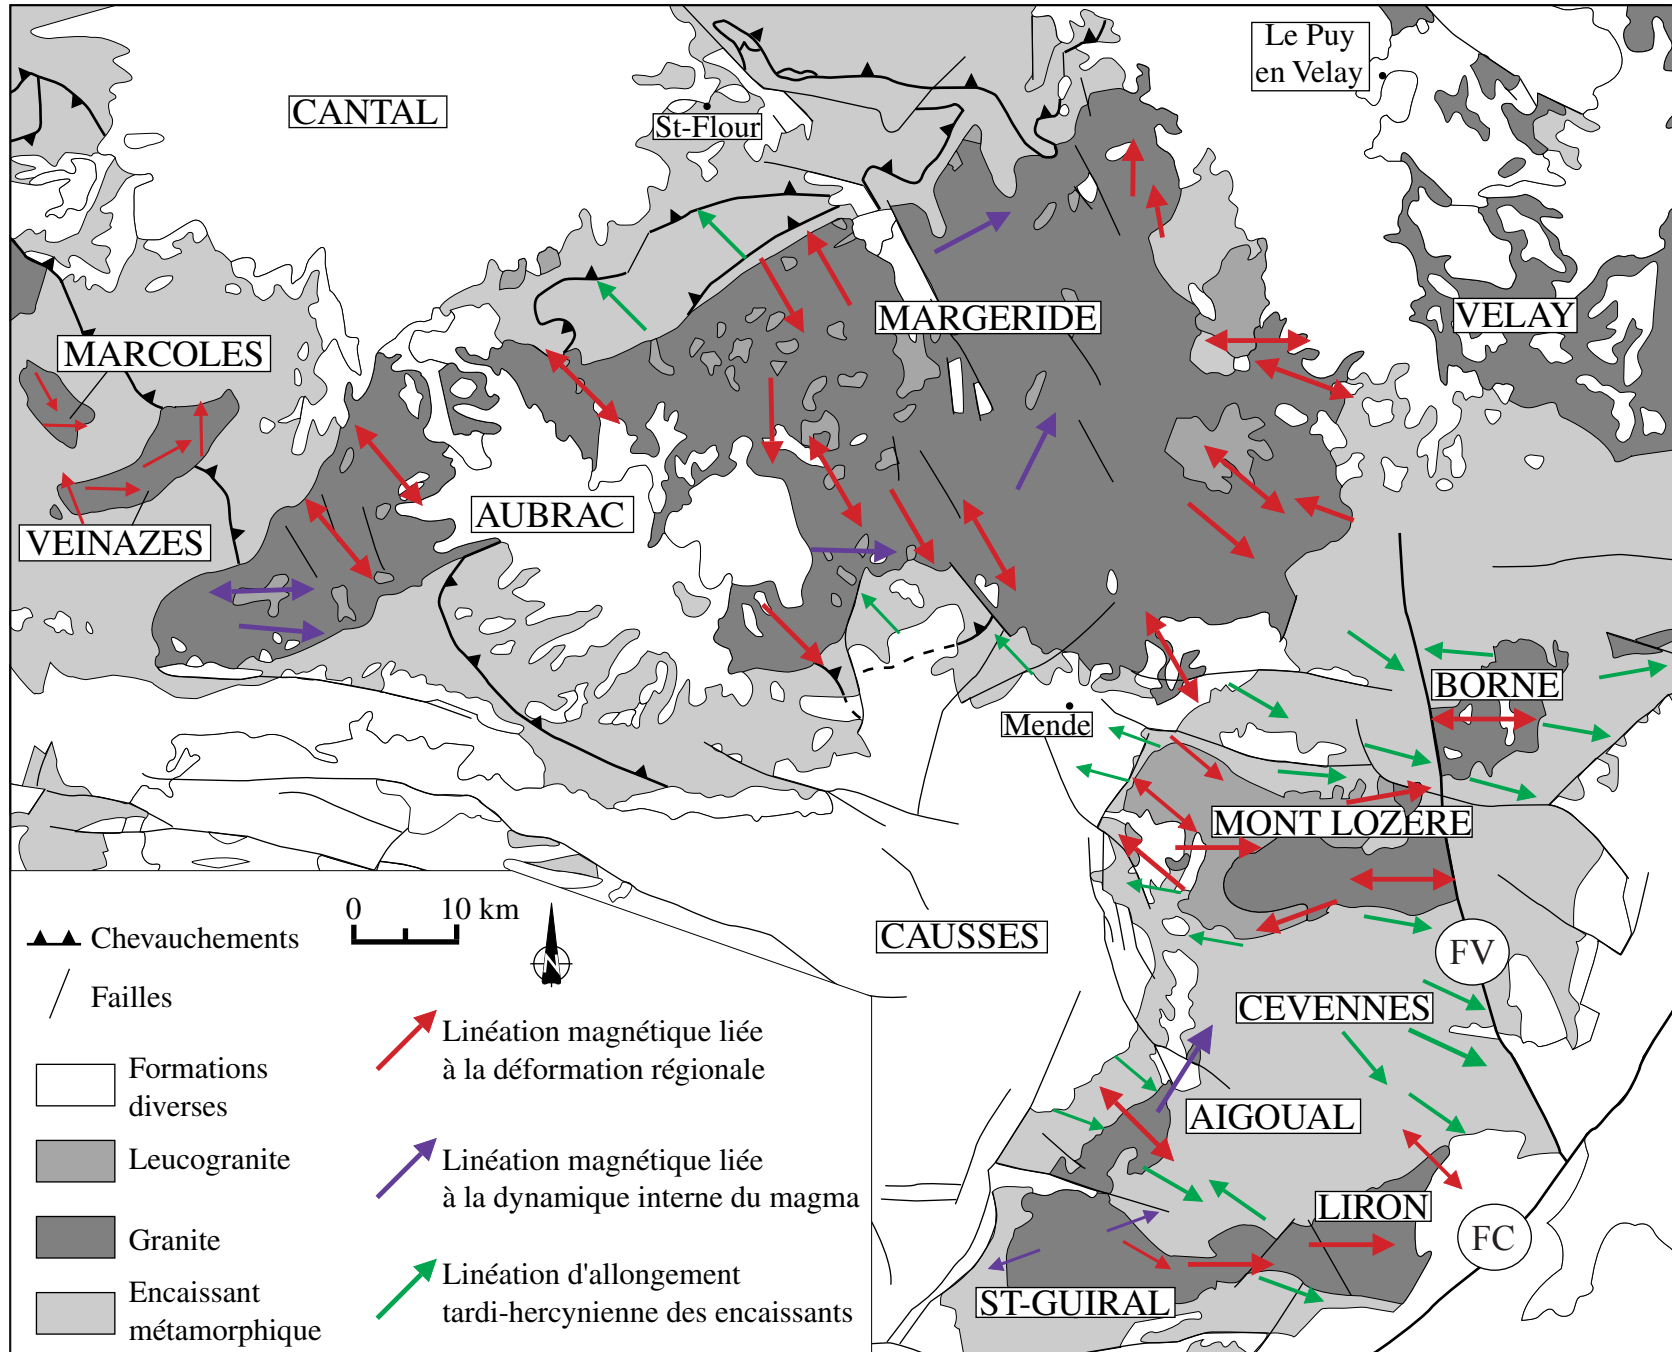 Le Puy
en Velay
CANTAL
St-Flour
MARGERIDE
VELAY
MARCOLES
AUBRAC
VEINAZES
BORNE
Mende
MONT LOZERE
CAUSSES
FV
CEVENNES
AIGOUAL
LIRON
FC
ST-GUIRAL
0 10 km
N
Chevauchements
Failles
Formations
diverses
Leucogranite
Granite
Encaissant
métamorphique
Linéation magnétique liée
à la déformation régionale
Linéation magnétique liée
à la dynamique interne du magma
Linéation d'allongement
tardi-hercynienne des encaissants